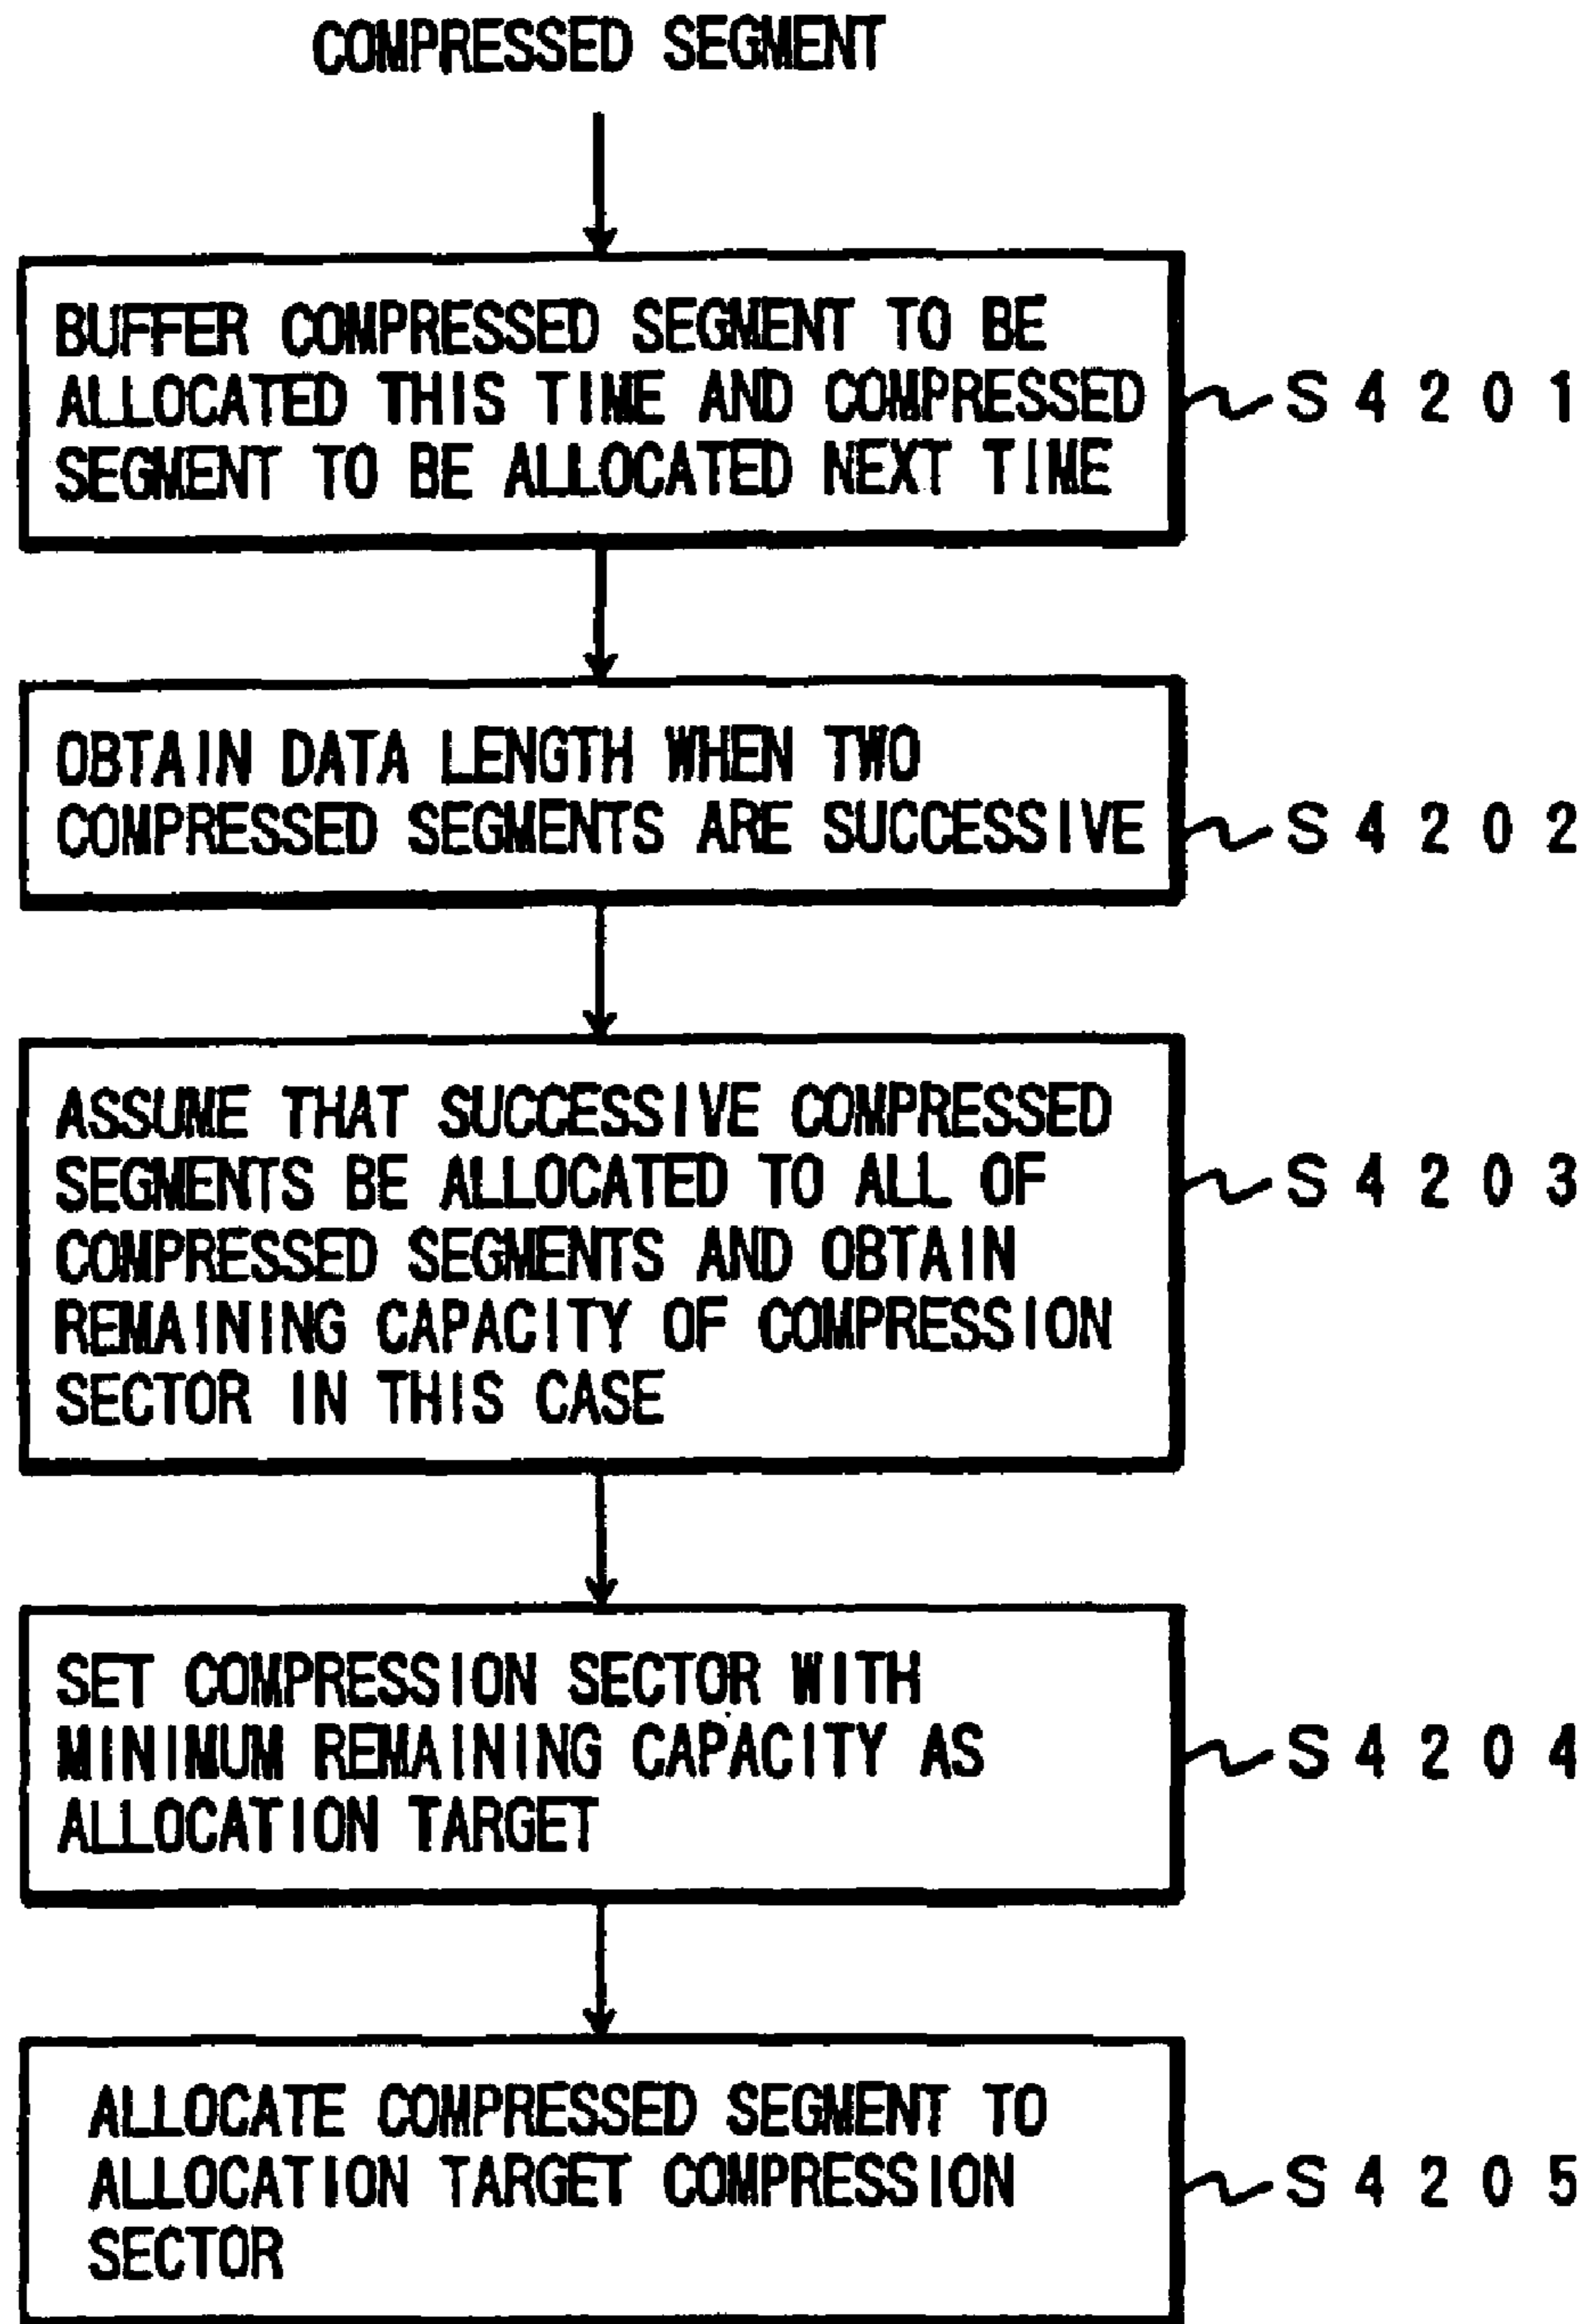 COMPRESSED SEGMENT
BUFFER COMPRESSED SEGMENT TO BE
ALLOCATED THIS TIME AND COMPRESSED
SEGMENT TO BE ALLOCATED NEXT TIME
S4201
OBTAIN DATA LENGTH WHEN TWO
COMPRESSED SEGMENTS ARE SUCCESSIVE
S4202
ASSUME THAT SUCCESSIVE COMPRESSED
SEGMENTS BE ALLOCATED TO ALL OF
COMPRESSED SEGMENTS AND OBTAIN
REMAINING CAPACITY OF COMPRESSION
SECTOR IN THIS CASE
S4203
SET COMPRESSION SECTOR WITH
MINIMUM REMAINING CAPACITY AS
ALLOCATION TARGET
S4204
ALLOCATE COMPRESSED SEGMENT TO
ALLOCATION TARGET COMPRESSION
SECTOR
S4205